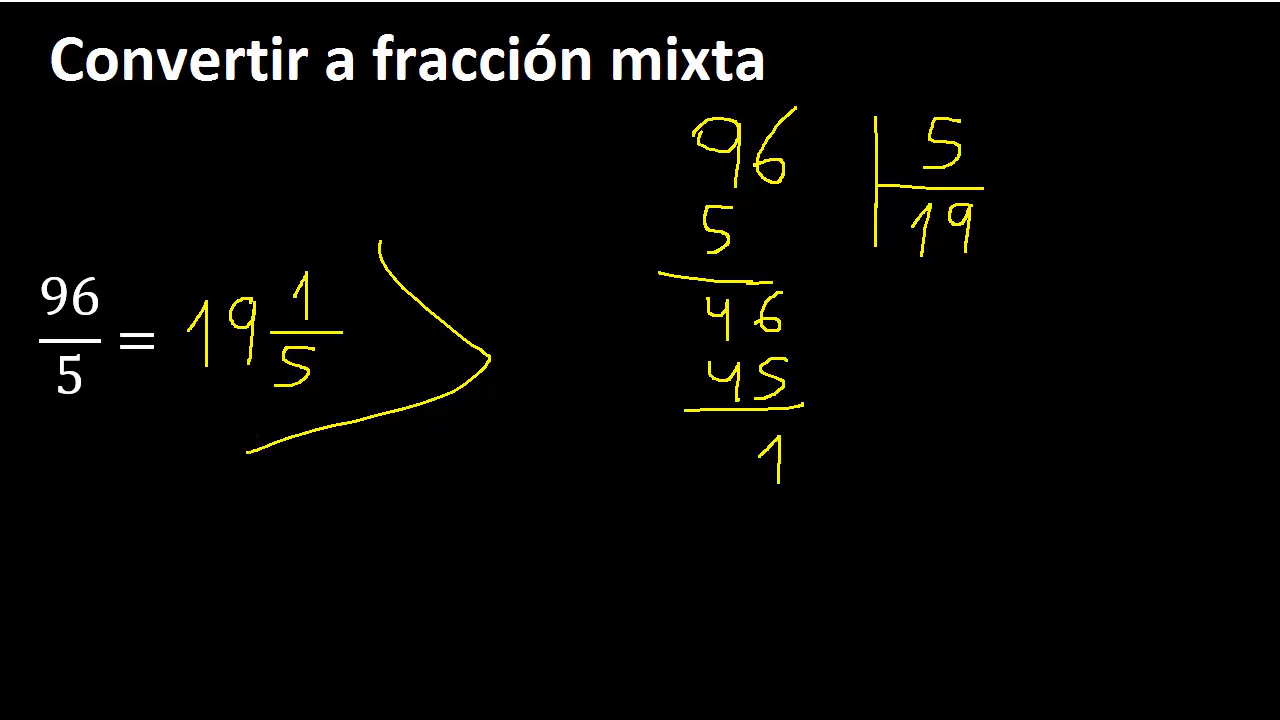 Convertir a fracción mixta
96/5 = 19 1/5
96 5
5 19
46
45
1